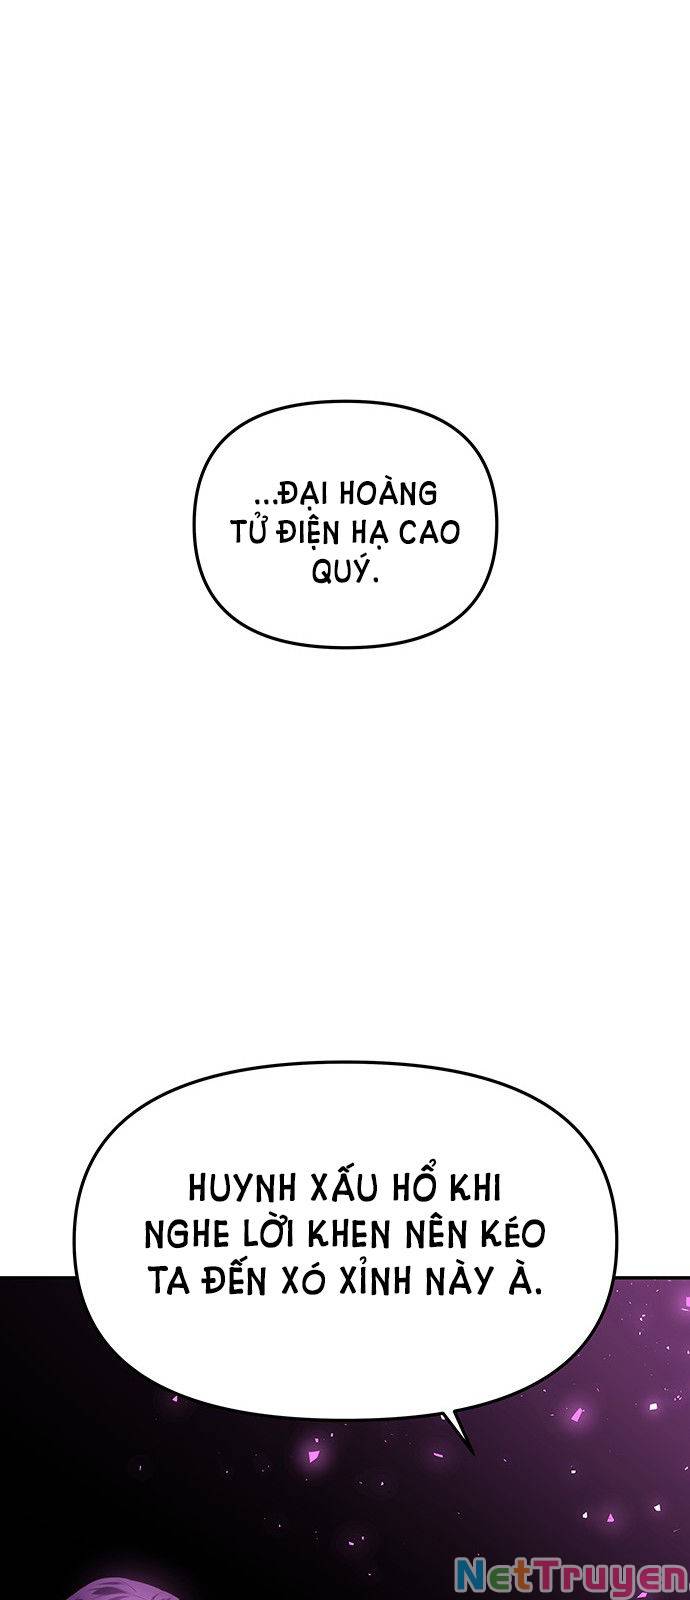 ...ĐẠI HOÀNG
TỬ ĐIỆN HẠ CAO
QUÝ.
HUYNH XẤU HỔ KHI
NGHE LỜI KHEN NÊN KÉO
TA ĐẾN XÓ XỈNH NÀY À.
NetTruyen